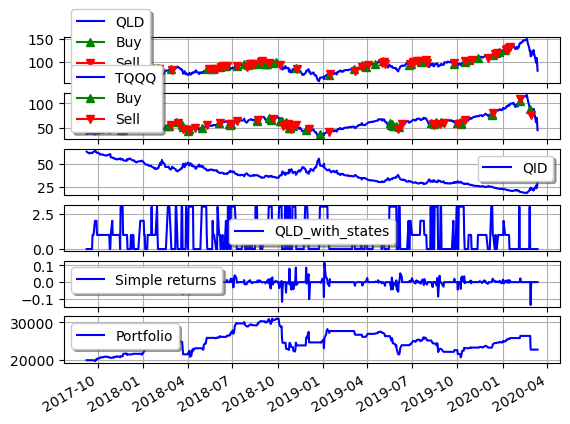 QLD
Buy
Sell
150
100
TQQQ
Buy
Sell
100
50
QID
50
25
QLD_with_states
2.5
0.0
Simple returns
0.1
0.0
−0.1
Portfolio
30000
20000
2017-10 2018-01 2018-04 2018-07 2018-10 2019-01 2019-04 2019-07 2019-10 2020-01 2020-04